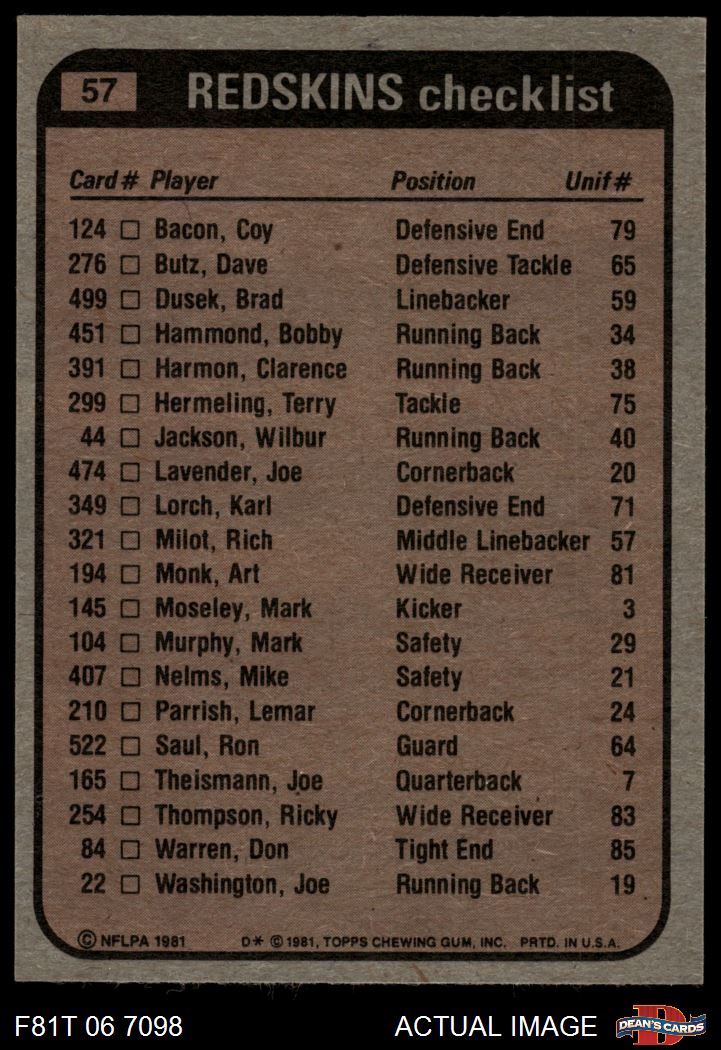 57 REDSKINS checklist
Card # Player Position Unif #
124 □ Bacon, Coy Defensive End 79
276 □ Butz, Dave Defensive Tackle 65
499 □ Dusek, Brad Linebacker 59
451 □ Hammond, Bobby Running Back 34
391 □ Harmon, Clarence Running Back 38
299 □ Hermeling, Terry Tackle 75
44 □ Jackson, Wilbur Running Back 40
474 □ Lavender, Joe Cornerback 20
349 □ Lorch, Karl Defensive End 71
321 □ Milot, Rich Middle Linebacker 57
194 □ Monk, Art Wide Receiver 81
145 □ Moseley, Mark Kicker 3
104 □ Murphy, Mark Safety 29
407 □ Nelms, Mike Safety 21
210 □ Parrish, Lemar Cornerback 24
522 □ Saul, Ron Guard 64
165 □ Theismann, Joe Quarterback 7
254 □ Thompson, Ricky Wide Receiver 83
84 □ Warren, Don Tight End 85
22 □ Washington, Joe Running Back 19
© NFLPA 1981 D* © 1981, TOPPS CHEWING GUM, INC. PRTD. IN U.S.A.
F81T 06 7098 ACTUAL IMAGE D DEAN'S CARDS